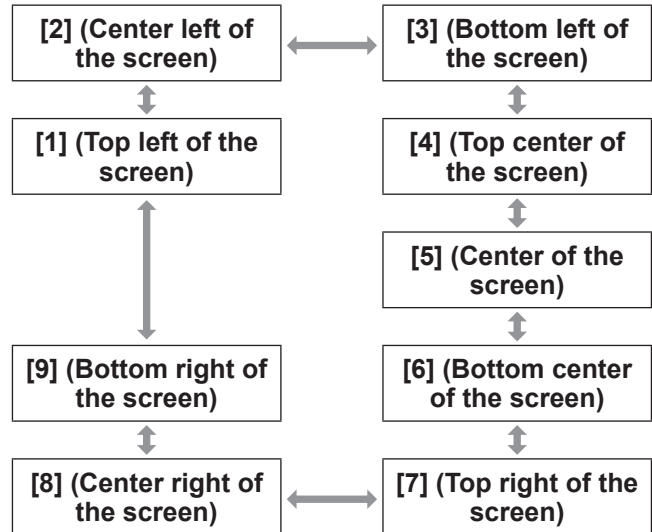 [2] (Center left of
the screen)
[3] (Bottom left of
the screen)
[1] (Top left of the
screen)
[4] (Top center of
the screen)
[5] (Center of the
screen)
[9] (Bottom right of
the screen)
[6] (Bottom center
of the screen)
[8] (Center right of
the screen)
[7] (Top right of the
screen)